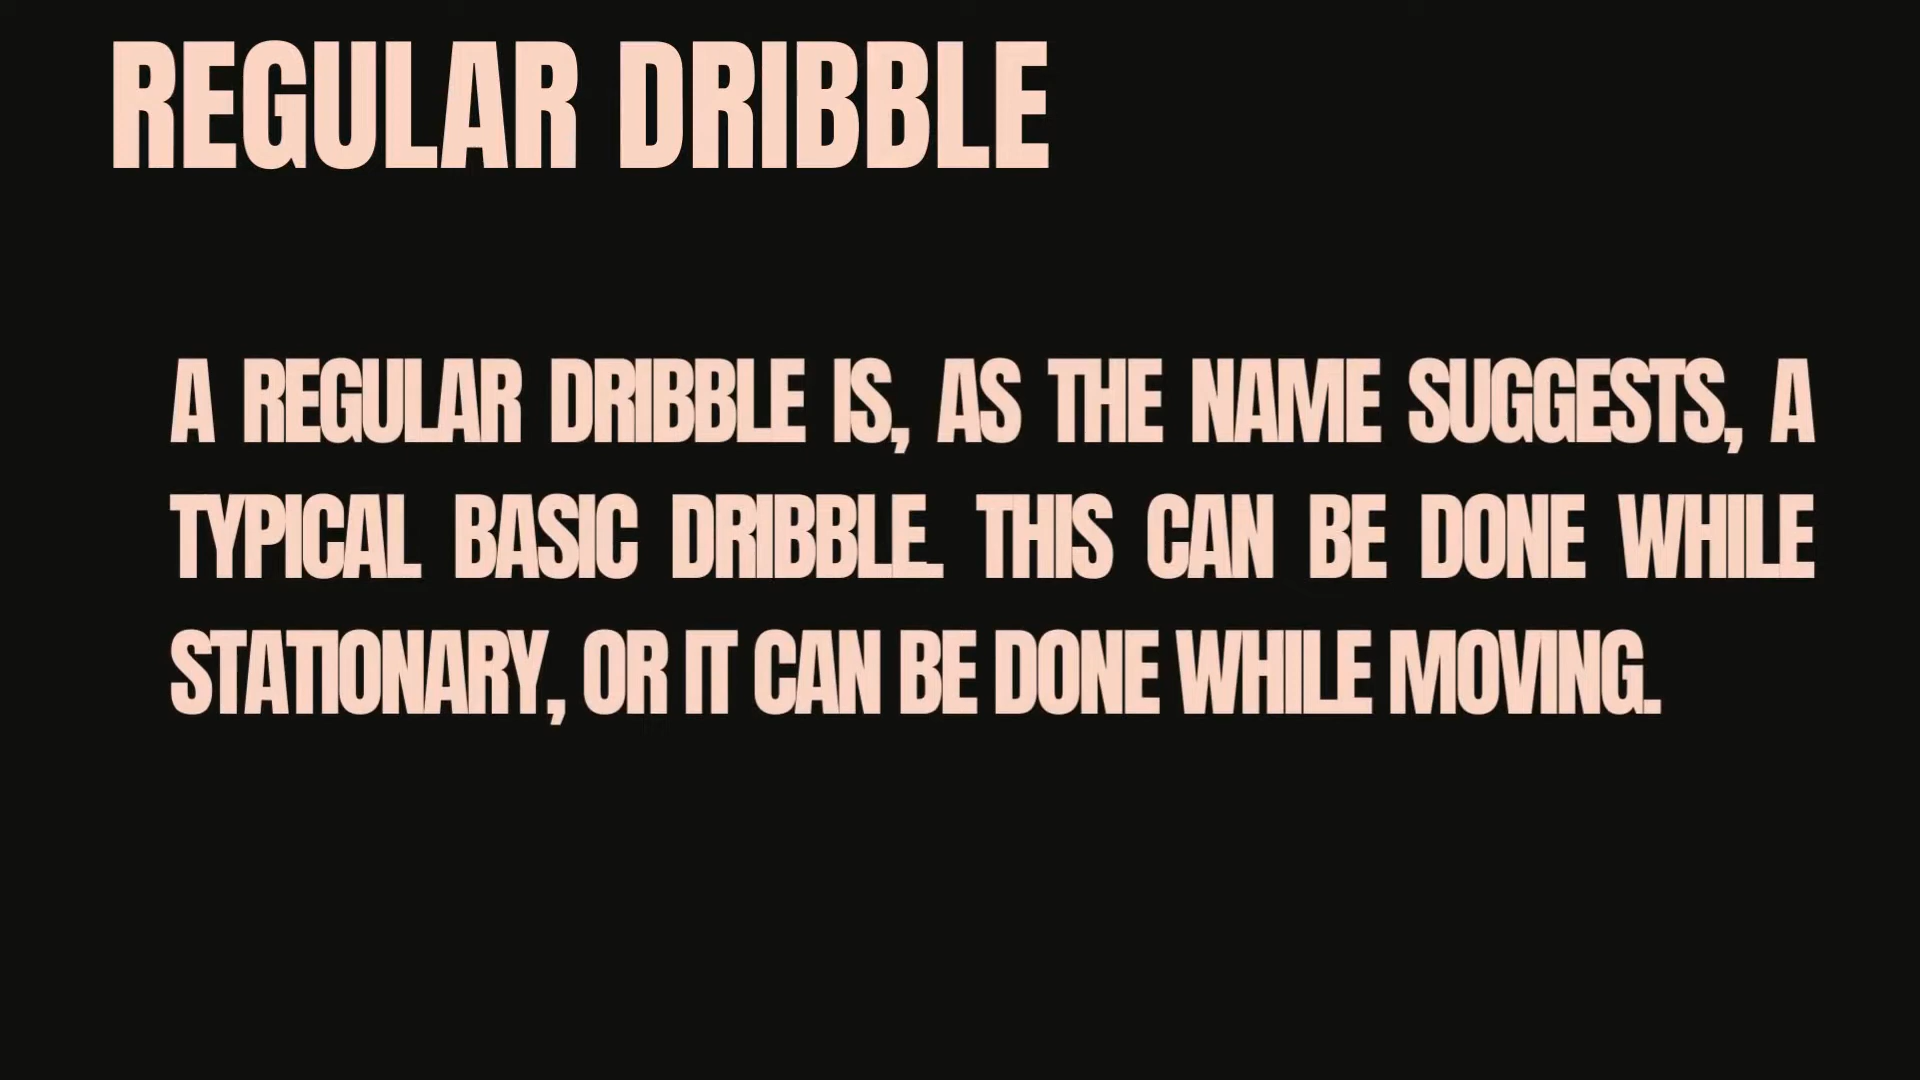 REGULAR DRIBBLE
A REGULAR DRIBBLE IS, AS THE NAME SUGGESTS, A
TYPICAL BASIC DRIBBLE. THIS CAN BE DONE WHILE
STATIONARY, OR IT CAN BE DONE WHILE MOVING.